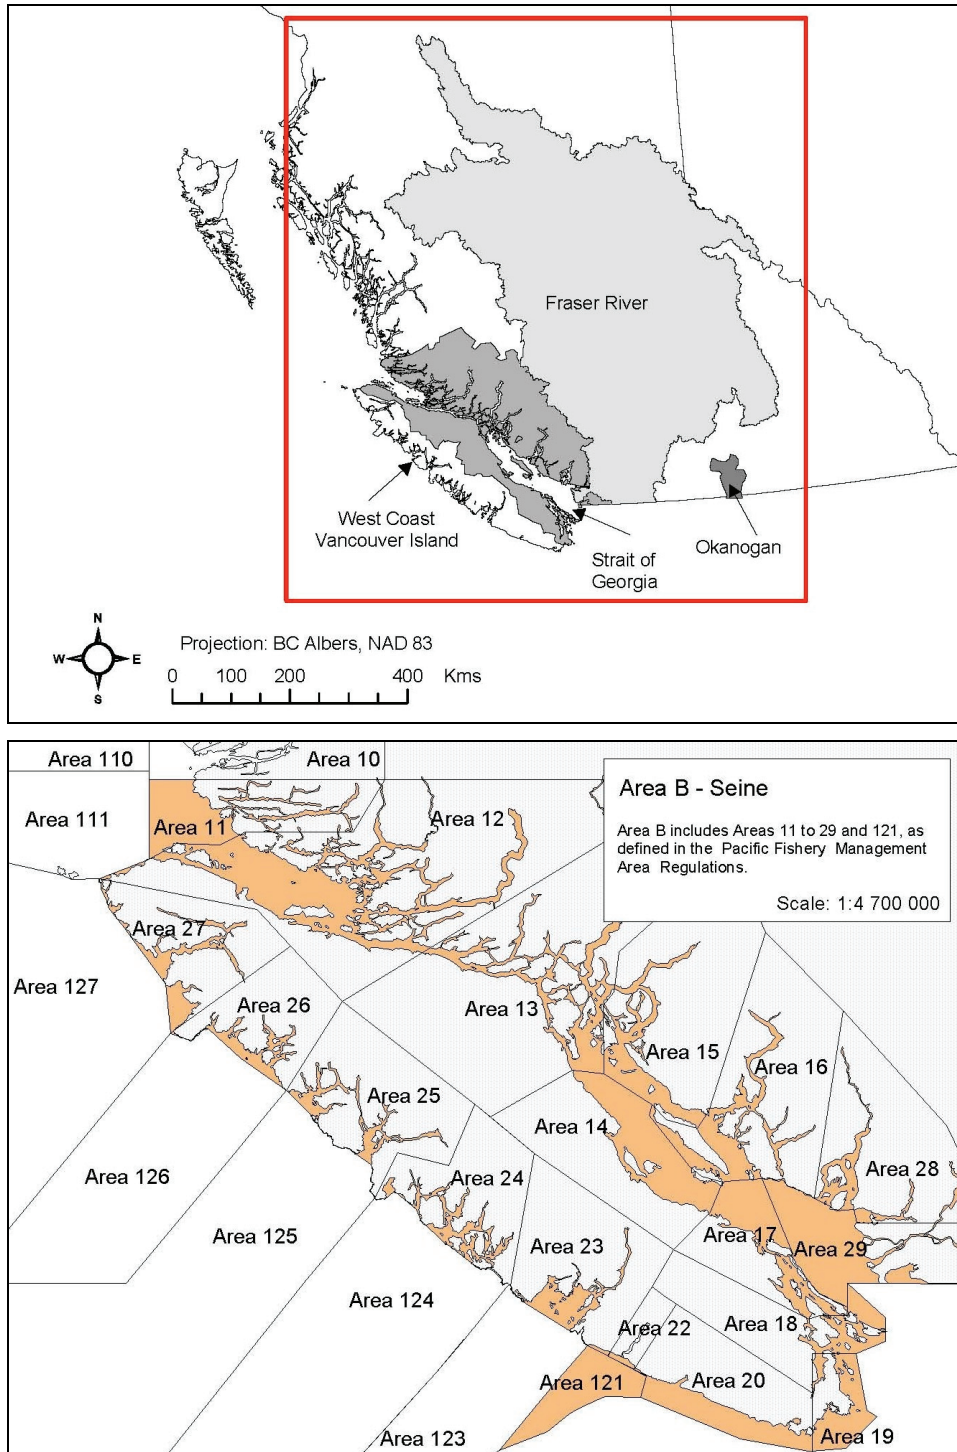 Fraser River
West Coast
Vancouver Island
Strait of
Georgia
Okanogan
N
W
E
S
Projection: BC Albers, NAD 83
0 100 200 400 Kms
Area 110
Area 10
Area 111
Area 11
Area 12
Area B - Seine
Area B includes Areas 11 to 29 and 121, as
defined in the Pacific Fishery Management
Area Regulations.
Scale: 1:4 700 000
Area 27
Area 127
Area 26
Area 13
Area 15
Area 16
Area 25
Area 14
Area 28
Area 126
Area 24
Area 125
Area 17
Area 23
Area 29
Area 124
Area 22
Area 18
Area 121
Area 20
Area 123
Area 19